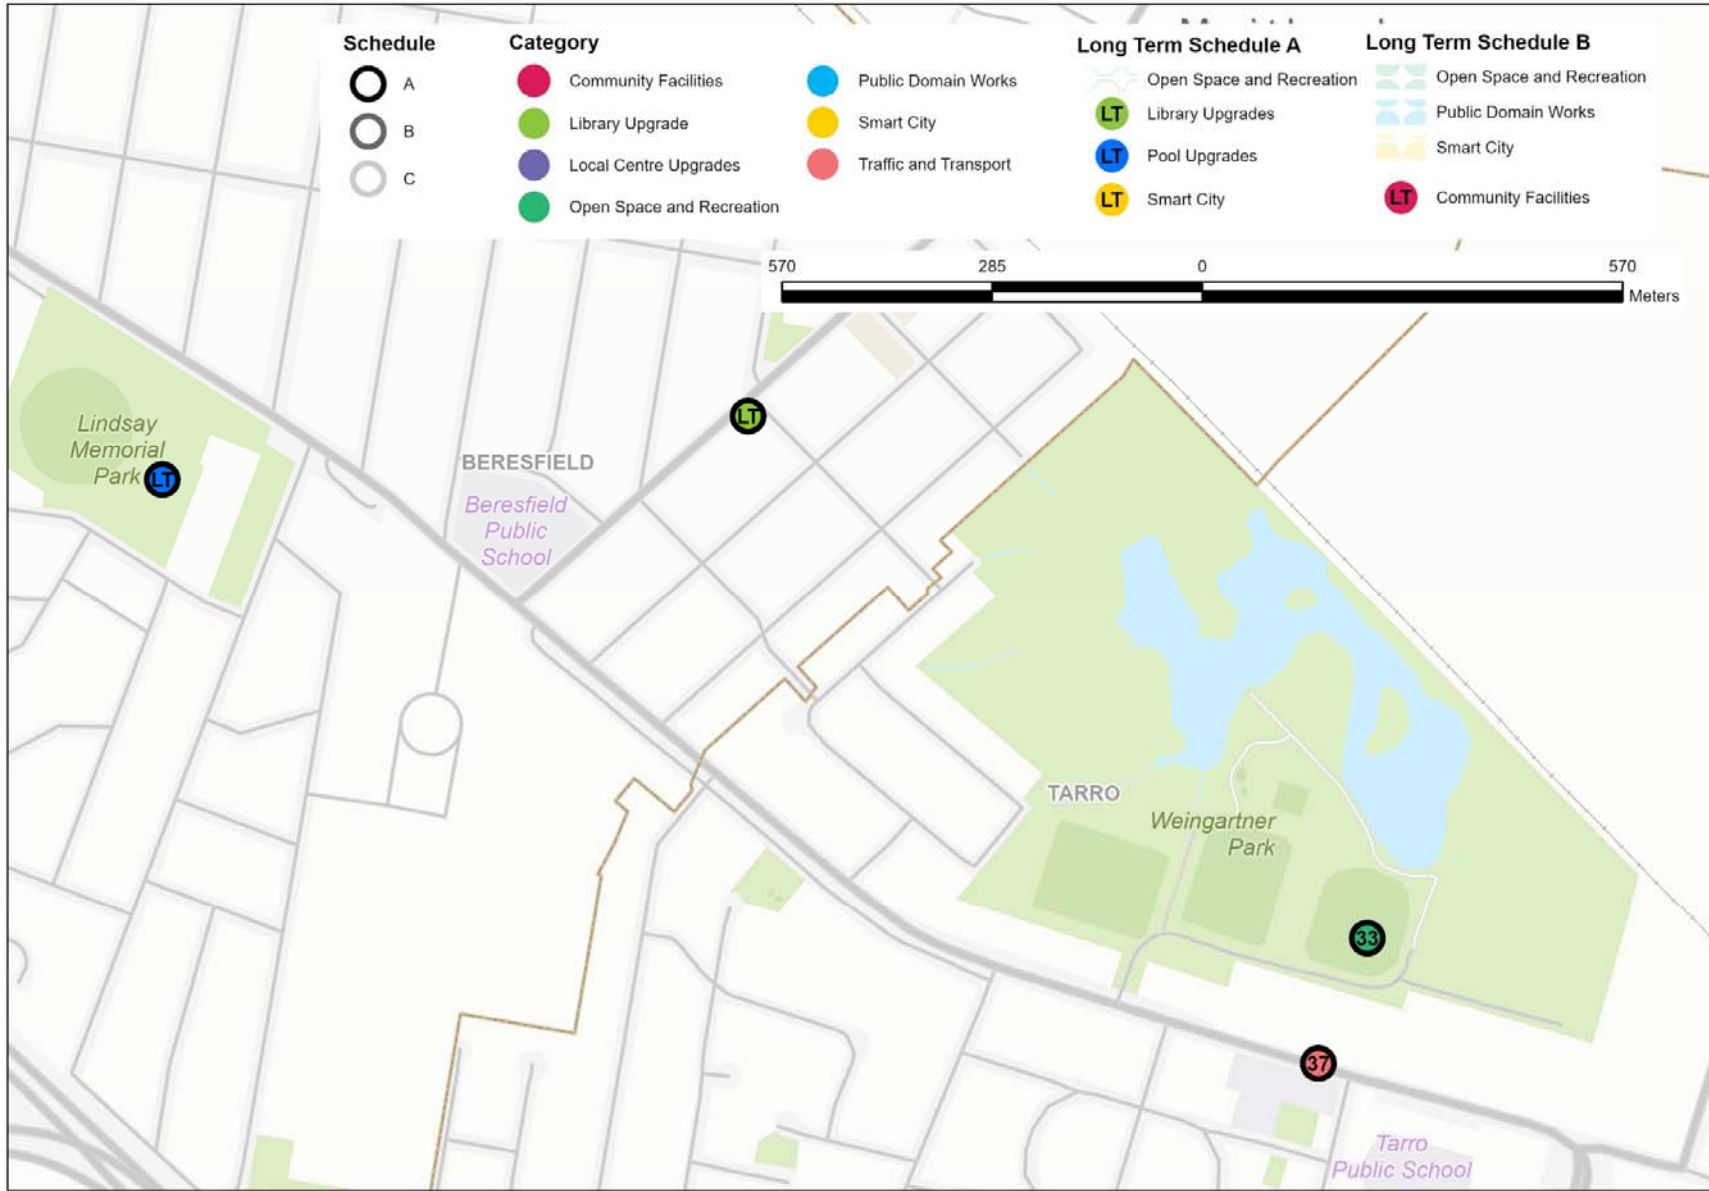 Schedule
A
B
C
Category
Community Facilities
Library Upgrade
Local Centre Upgrades
Open Space and Recreation
Public Domain Works
Smart City
Traffic and Transport
Long Term Schedule A
Open Space and Recreation
LT Library Upgrades
LT Pool Upgrades
LT Smart City
Long Term Schedule B
Open Space and Recreation
Public Domain Works
Smart City
LT Community Facilities
570 285 0 570
Meters
Lindsay
Memorial
Park
LT
LT
BERESFIELD
Beresfield
Public
School
TARRO
Weingartner
Park
33
37
Tarro
Public School